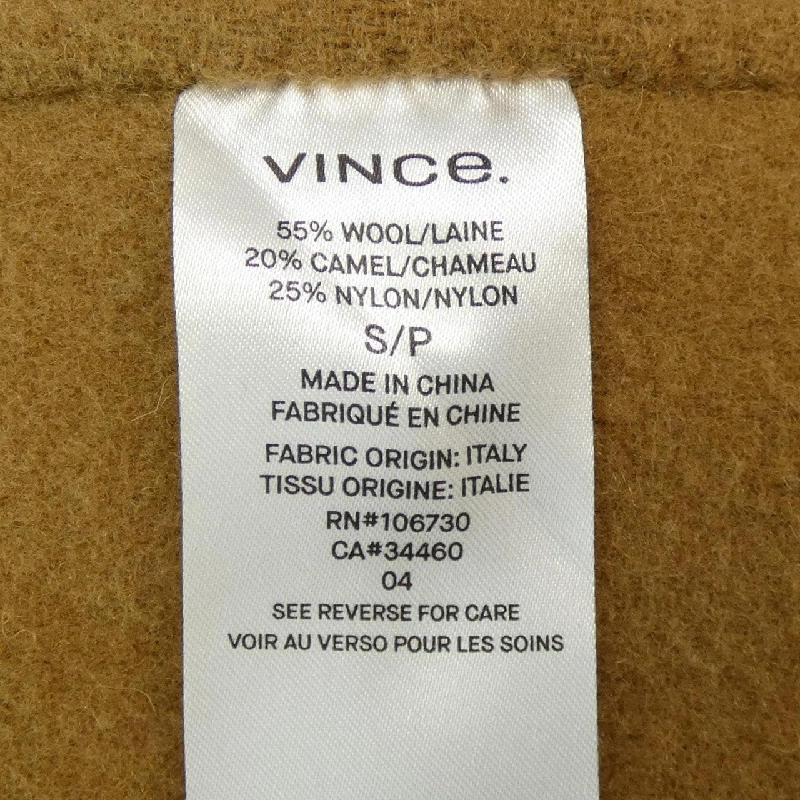 VINCe.
55% WOOL/LAINE
20% CAMEL/CHAMEAU
25% NYLON/NYLON
S/P
MADE IN CHINA
FABRIQUÉ EN CHINE
FABRIC ORIGIN: ITALY
TISSU ORIGINE: ITALIE
RN#106730
CA#34460
04
SEE REVERSE FOR CARE
VOIR AU VERSO POUR LES SOINS